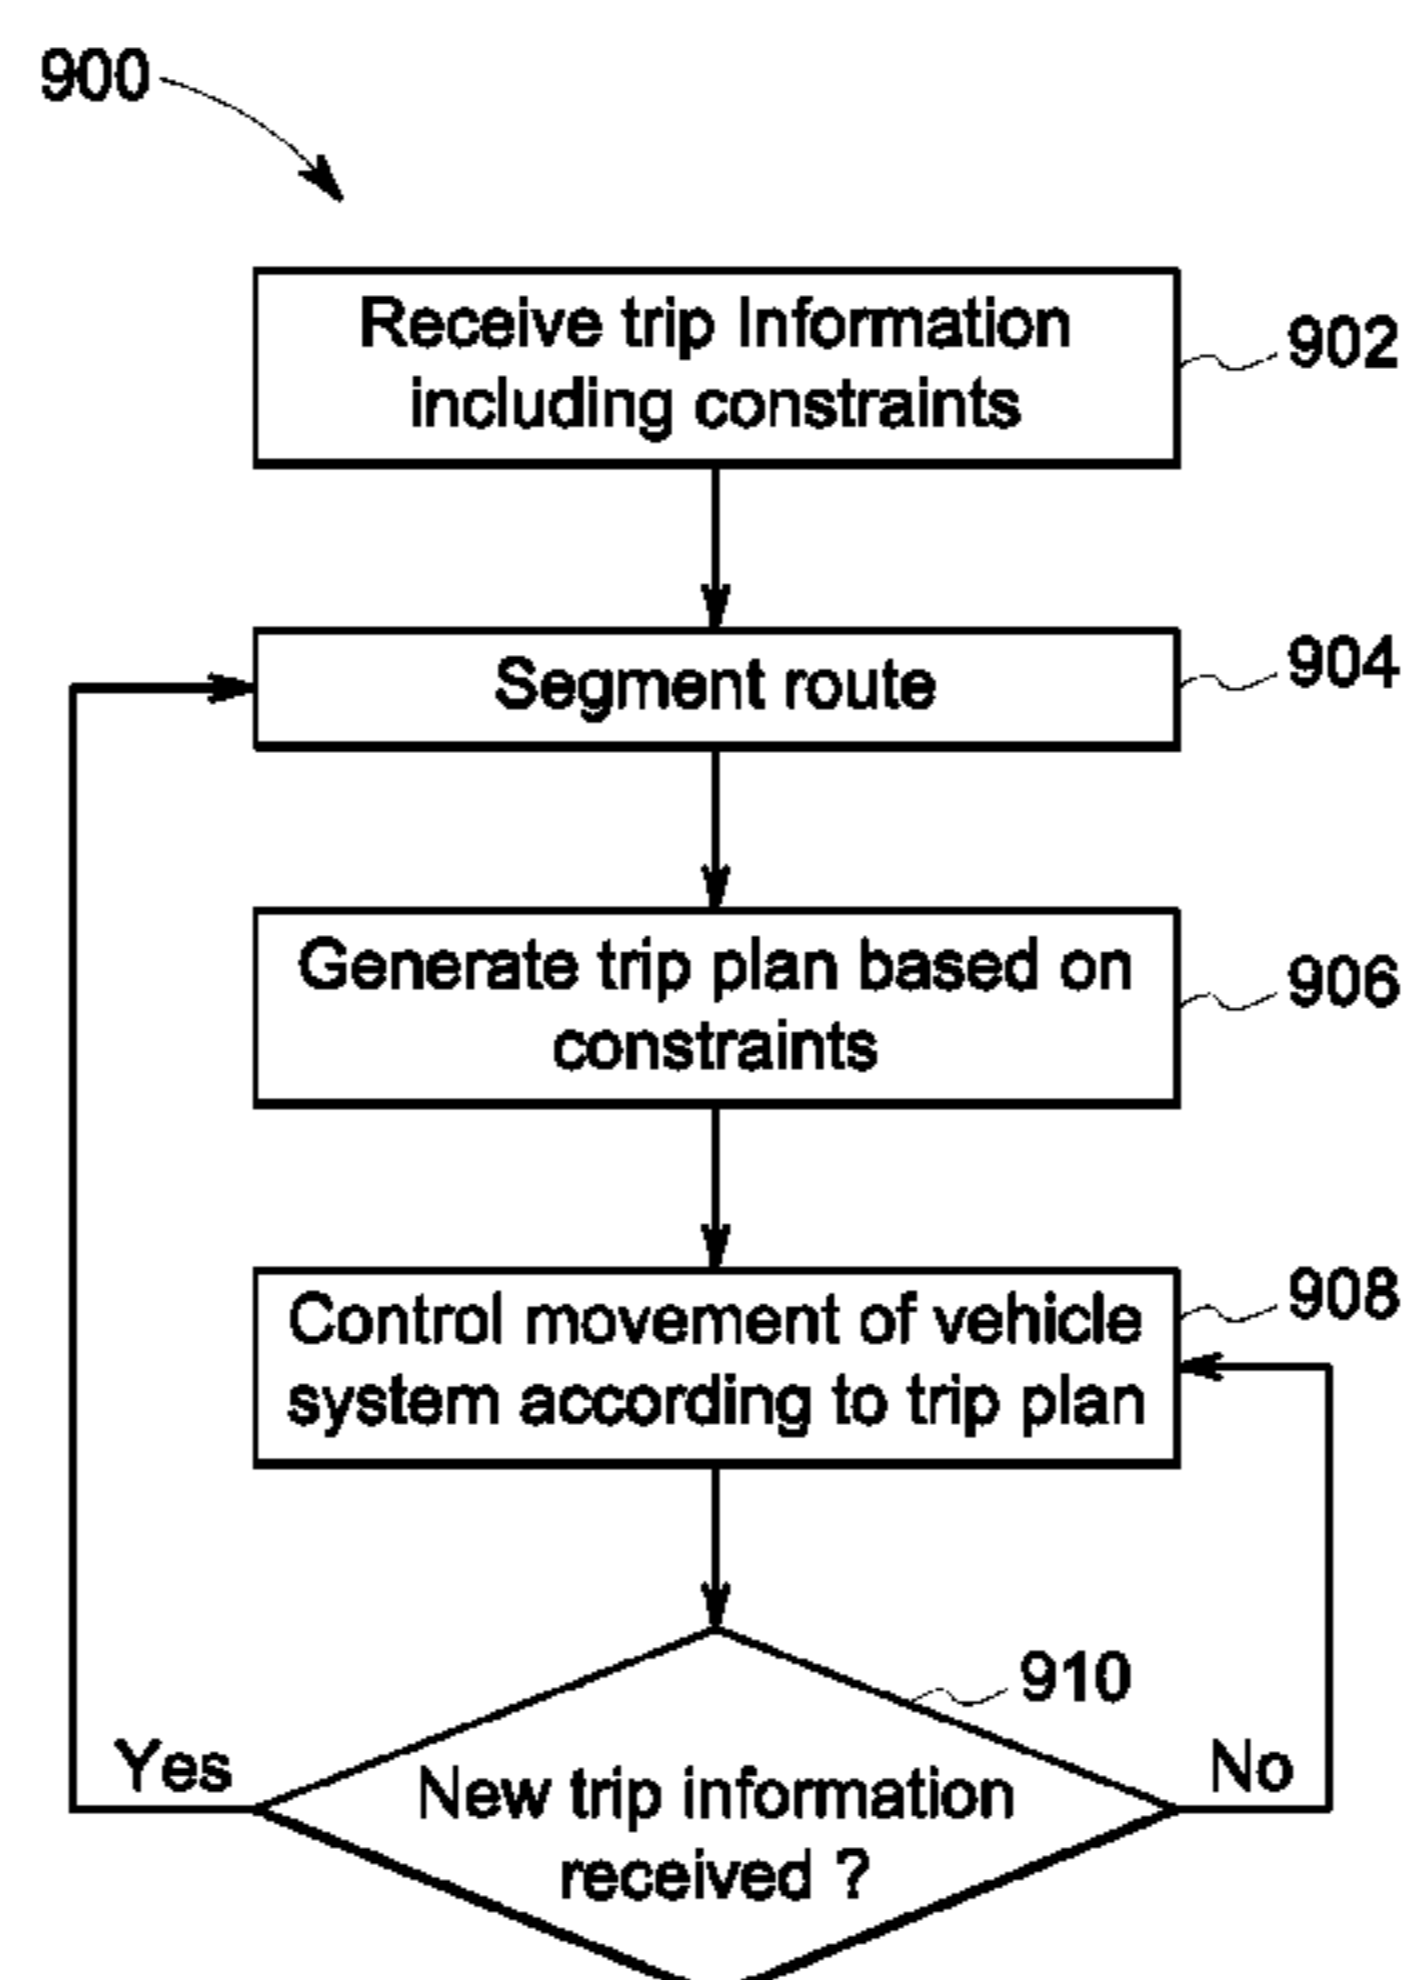 900
Receive trip Information
including constraints
902
Segment route
904
Generate trip plan based on
constraints
906
Control movement of vehicle
system according to trip plan
908
910
Yes
No
New trip information
received ?